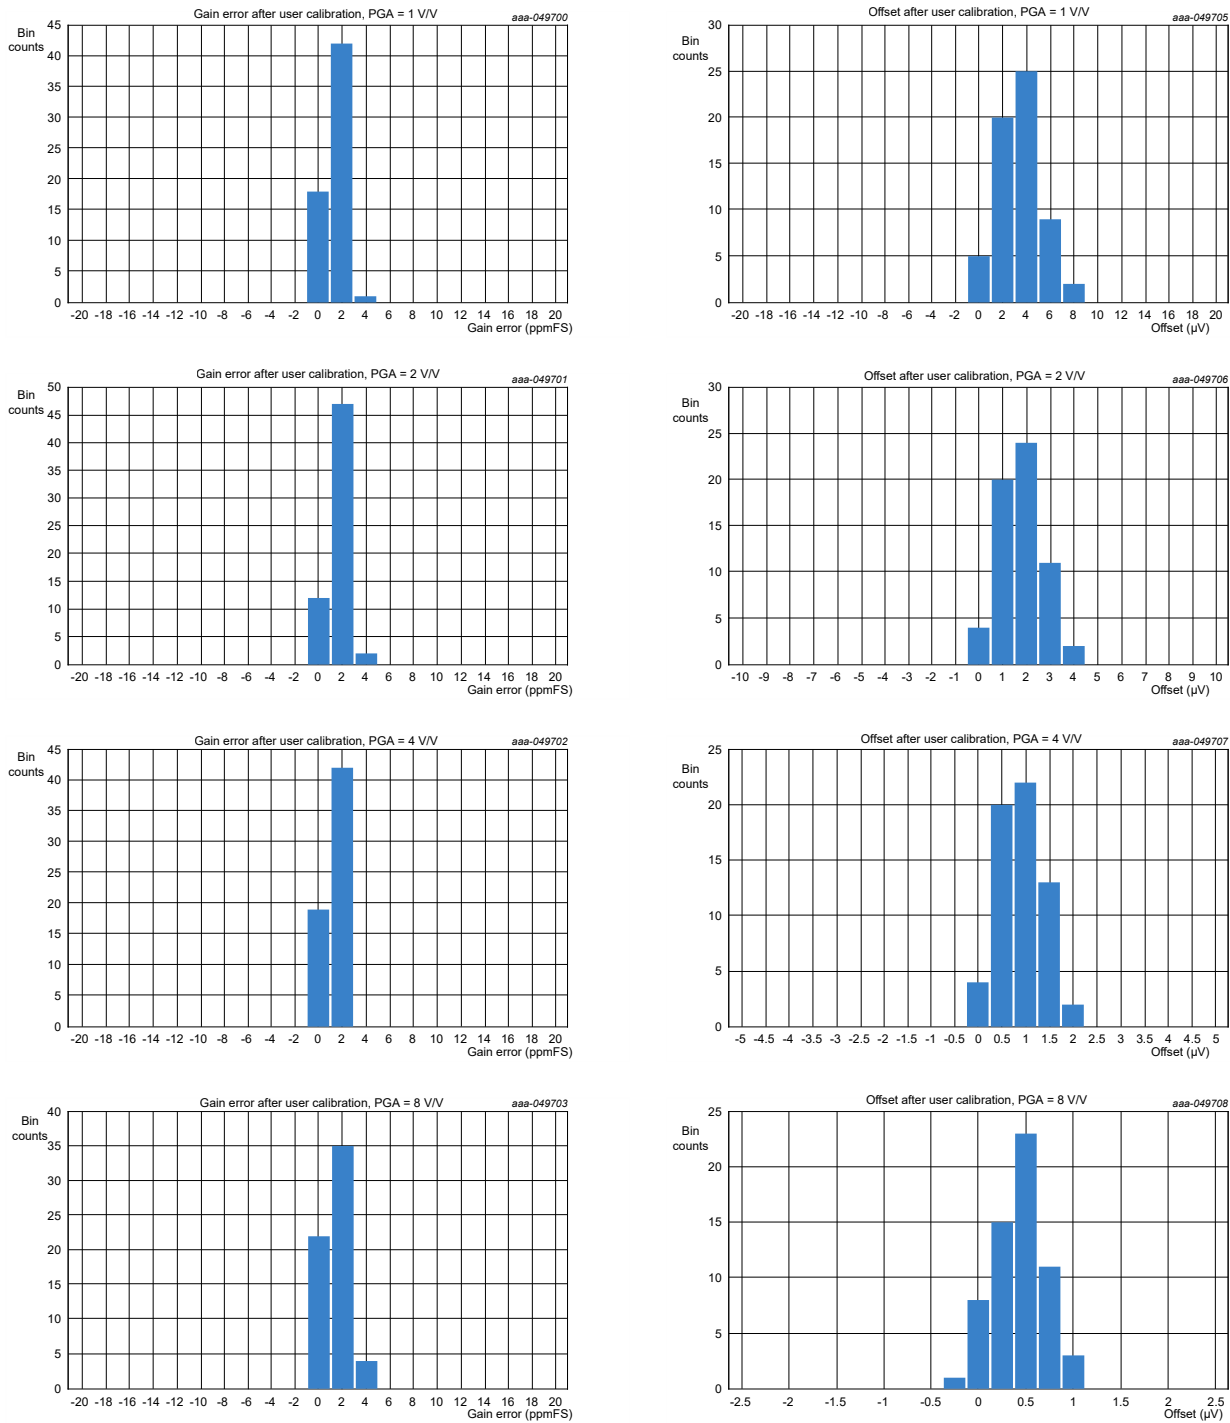 Gain error after user calibration, PGA = 1 V/V
aaa-049700
Bin
counts
45
40
35
30
25
20
15
10
5
0
-20 -18 -16 -14 -12 -10 -8 -6 -4 -2 0 2 4 6 8 10 12 14 16 18 20
Gain error (ppmFS)
Offset after user calibration, PGA = 1 V/V
aaa-049705
Bin
counts
30
25
20
15
10
5
0
-20 -18 -16 -14 -12 -10 -8 -6 -4 -2 0 2 4 6 8 10 12 14 16 18 20
Offset (µV)
Gain error after user calibration, PGA = 2 V/V
aaa-049701
Bin
counts
50
45
40
35
30
25
20
15
10
5
0
-20 -18 -16 -14 -12 -10 -8 -6 -4 -2 0 2 4 6 8 10 12 14 16 18 20
Gain error (ppmFS)
Offset after user calibration, PGA = 2 V/V
aaa-049706
Bin
counts
30
25
20
15
10
5
0
-10 -9 -8 -7 -6 -5 -4 -3 -2 -1 0 1 2 3 4 5 6 7 8 9 10
Offset (µV)
Gain error after user calibration, PGA = 4 V/V
aaa-049702
Bin
counts
45
40
35
30
25
20
15
10
5
0
-20 -18 -16 -14 -12 -10 -8 -6 -4 -2 0 2 4 6 8 10 12 14 16 18 20
Gain error (ppmFS)
Offset after user calibration, PGA = 4 V/V
aaa-049707
Bin
counts
25
20
15
10
5
0
-5 -4.5 -4 -3.5 -3 -2.5 -2 -1.5 -1 -0.5 0 0.5 1 1.5 2 2.5 3 3.5 4 4.5 5
Offset (µV)
Gain error after user calibration, PGA = 8 V/V
aaa-049703
Bin
counts
40
35
30
25
20
15
10
5
0
-20 -18 -16 -14 -12 -10 -8 -6 -4 -2 0 2 4 6 8 10 12 14 16 18 20
Gain error (ppmFS)
Offset after user calibration, PGA = 8 V/V
aaa-049708
Bin
counts
25
20
15
10
5
0
-2.5 -2 -1.5 -1 -0.5 0 0.5 1 1.5 2 2.5
Offset (µV)